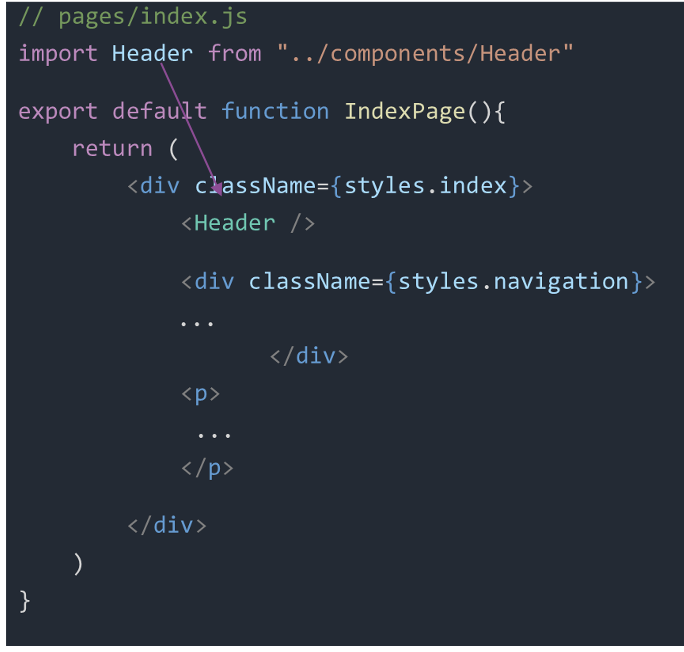 // pages/index.js
import Header from "../components/Header"
export default function IndexPage(){
    return (
        <div className={styles.index}>
            <Header />
            <div className={styles.navigation}>
            ...
                  </div>
            <p>
             ...
            </p>
        </div>
    )
}